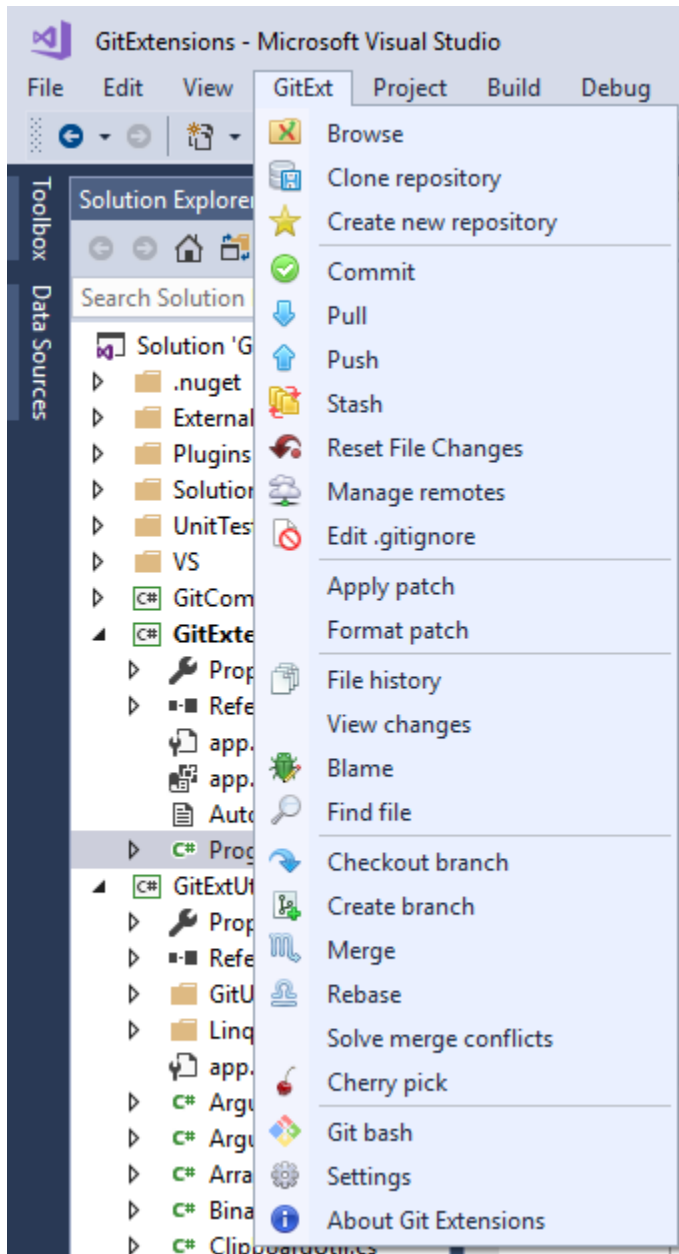 GitExtensions - Microsoft Visual Studio
File Edit View GitExt Project Build Debug
Toolbox
Data Sources
Solution Explorer
Search Solution
Solution 'G
.nuget
External
Plugins
Solution
UnitTest
VS
C# GitCom
C# GitExte
Prop
Refe
app.
app.
Auto
C# Prog
C# GitExtUt
Prop
Refe
GitU
Linq
app.
C# Argu
C# Argu
C# Arra
C# Bina
C# ClipboardUtil.cs
Browse
Clone repository
Create new repository
Commit
Pull
Push
Stash
Reset File Changes
Manage remotes
Edit .gitignore
Apply patch
Format patch
File history
View changes
Blame
Find file
Checkout branch
Create branch
Merge
Rebase
Solve merge conflicts
Cherry pick
Git bash
Settings
About Git Extensions